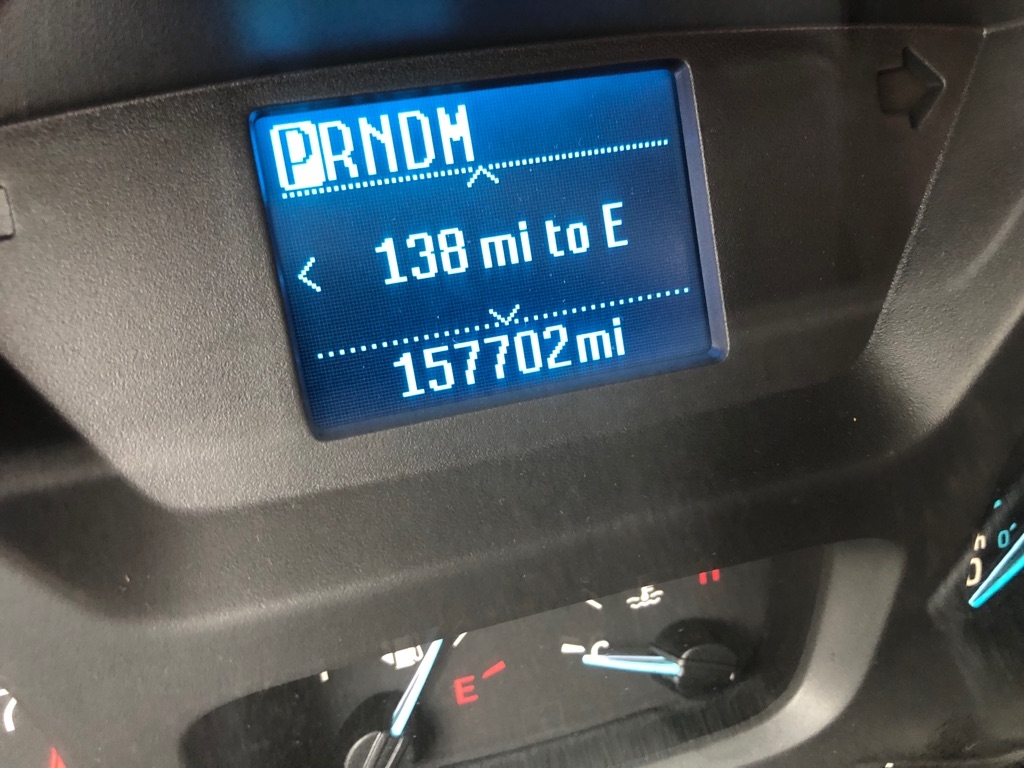 PRNDM
138 mi to E
157702mi
E
C